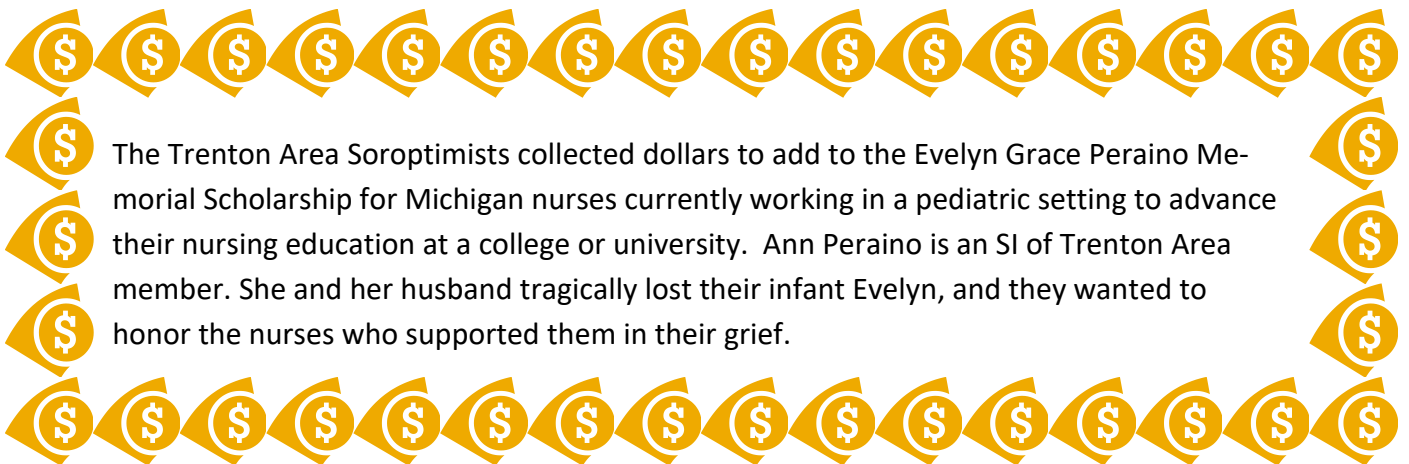 The Trenton Area Soroptimists collected dollars to add to the Evelyn Grace Peraino Me-
morial Scholarship for Michigan nurses currently working in a pediatric setting to advance
their nursing education at a college or university.  Ann Peraino is an SI of Trenton Area
member. She and her husband tragically lost their infant Evelyn, and they wanted to
honor the nurses who supported them in their grief.